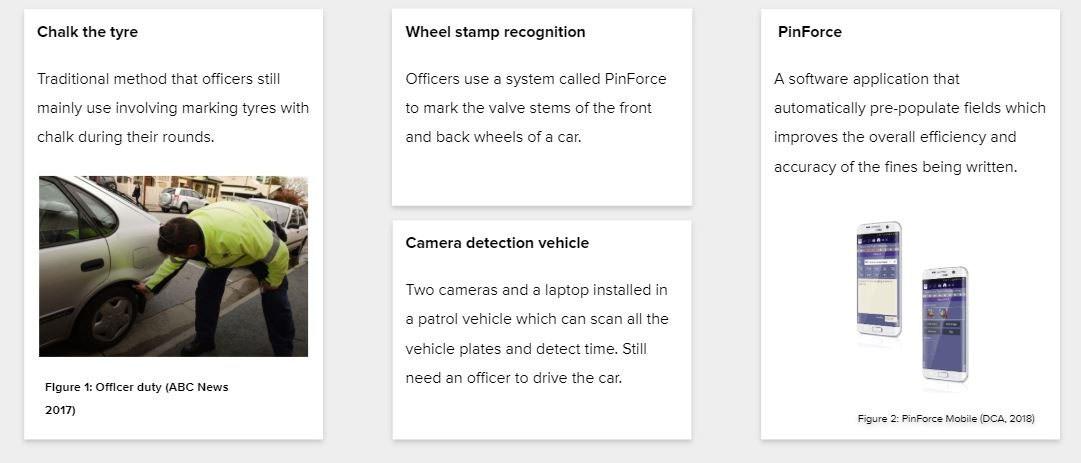 Chalk the tyre
Traditional method that officers still
mainly use involving marking tyres with
chalk during their rounds.
Figure 1: Officer duty (ABC News
2017)
Wheel stamp recognition
Officers use a system called PinForce
to mark the valve stems of the front
and back wheels of a car.
Camera detection vehicle
Two cameras and a laptop installed in
a patrol vehicle which can scan all the
vehicle plates and detect time. Still
need an officer to drive the car.
PinForce
A software application that
automatically pre-populate fields which
improves the overall efficiency and
accuracy of the fines being written.
Figure 2: PinForce Mobile (DCA, 2018)